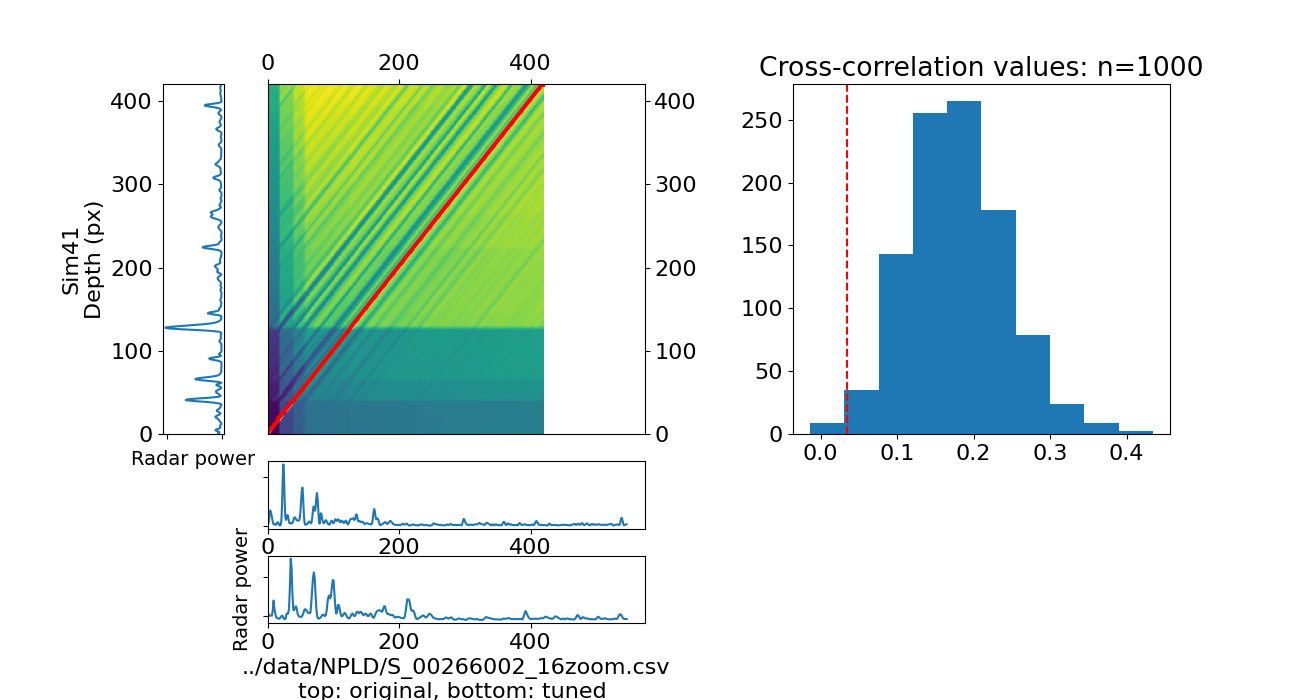 0 200 400
Cross-correlation values: n=1000
Sim41
Depth (px)
400
300
200
100
0
400
300
200
100
0
250
200
150
100
50
0
0.0 0.1 0.2 0.3 0.4
Radar power
0 200 400
Radar power
0 200 400
../data/NPLD/S_00266002_16zoom.csv
top: original, bottom: tuned